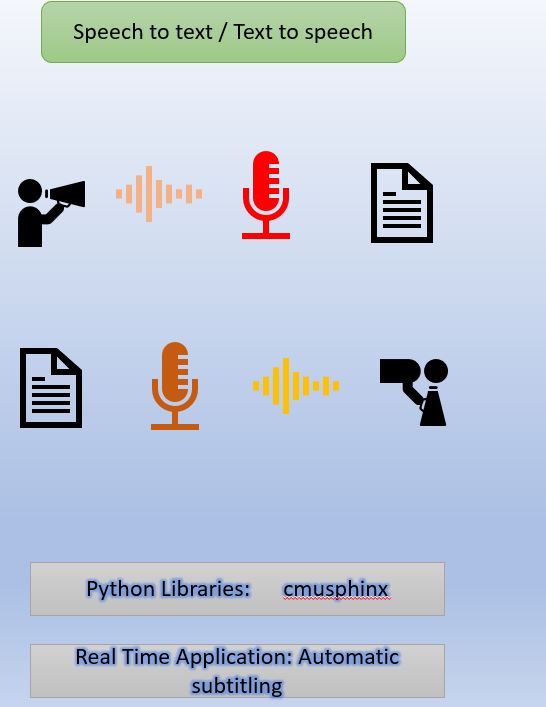 Speech to text / Text to speech
Python Libraries: cmusphinx
Real Time Application: Automatic
subtitling